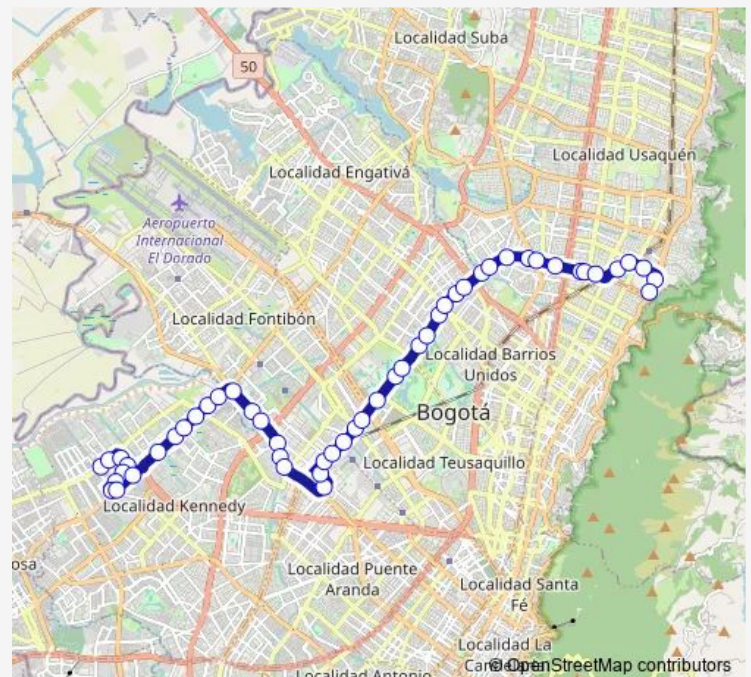 Localidad Suba
50
Localidad Usaquén
Localidad Engativá
Aeropuerto
Internacional
El Dorado
Localidad Fontibón
Localidad Barrios
Unidos
Bogotá
Localidad Teusaquillo
Localidad Kennedy
osa
Localidad Puente
Aranda
Localidad Santa
Fé
Localidad La
Localidad Antonio
© OpenStreetMap contributors